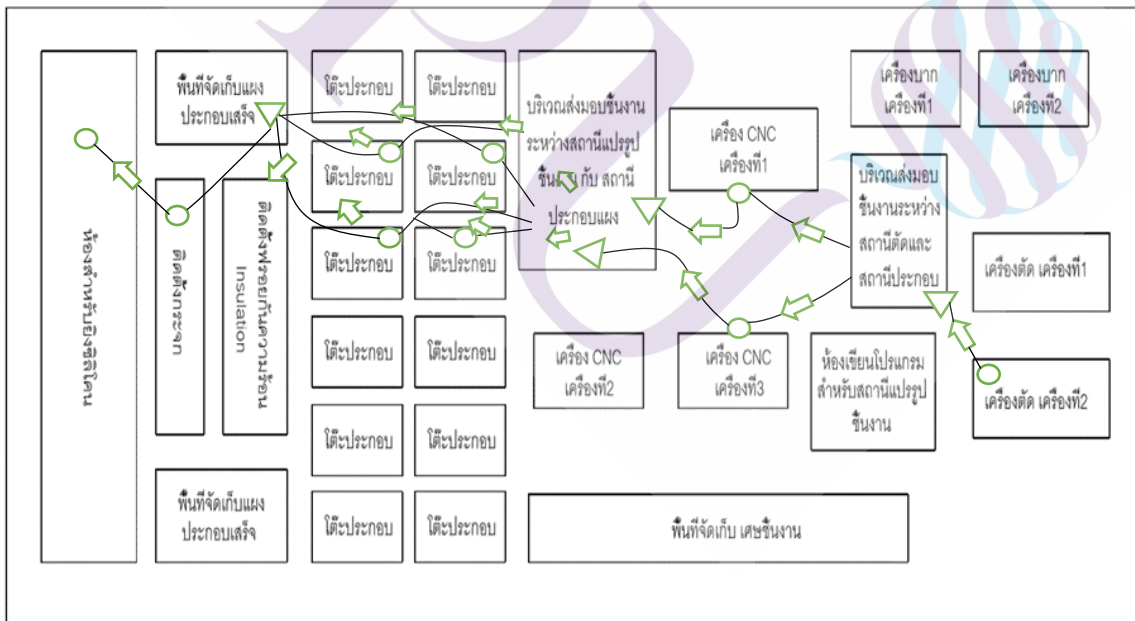 ห้องสำหรับยิงซิลิโคน
พื้นที่จัดเก็บแผง
ประกอบเสร็จ
ติดตั้งกระจก
ติดตั้งฟรอยกันความร้อน
Insulation
พื้นที่จัดเก็บแผง
ประกอบเสร็จ
โต๊ะประกอบ
โต๊ะประกอบ
โต๊ะประกอบ
โต๊ะประกอบ
โต๊ะประกอบ
โต๊ะประกอบ
โต๊ะประกอบ
โต๊ะประกอบ
โต๊ะประกอบ
โต๊ะประกอบ
โต๊ะประกอบ
โต๊ะประกอบ
บริเวณส่งมอบชิ้นงาน
ระหว่างสถานีแปรรูป
ชิ้นงาน กับ สถานี
ประกอบแผง
เครื่อง CNC
เครื่องที่1
เครื่อง CNC
เครื่องที่2
เครื่อง CNC
เครื่องที่3
เครื่องบาก
เครื่องที่1
เครื่องบาก
เครื่องที่2
บริเวณส่งมอบ
ชิ้นงานระหว่าง
สถานีตัดและ
สถานีประกอบ
เครื่องตัด เครื่องที่1
เครื่องตัด เครื่องที่2
ห้องเขียนโปรแกรม
สำหรับสถานีแปรรูป
ชิ้นงาน
พื้นที่จัดเก็บ เศษชิ้นงาน